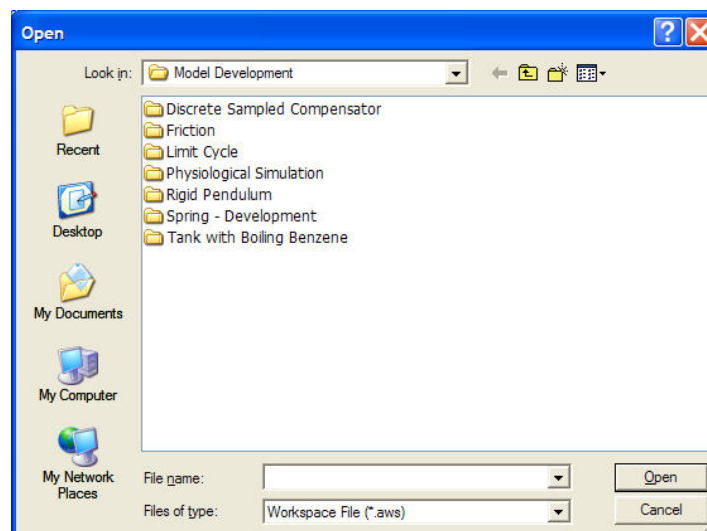 Open
Look in: Model Development
Recent
Desktop
My Documents
My Computer
My Network
Places
Discrete Sampled Compensator
Friction
Limit Cycle
Physiological Simulation
Rigid Pendulum
Spring - Development
Tank with Boiling Benzene
File name:
Open
Files of type: Workspace File (*.aws)
Cancel